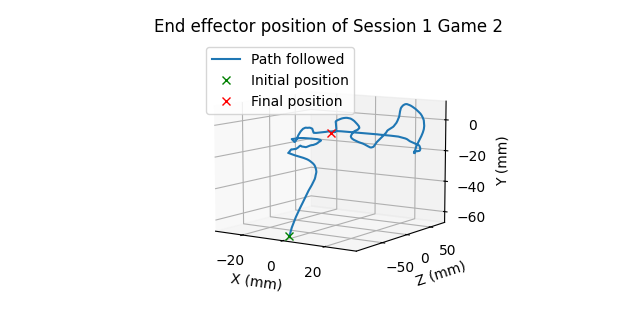 End effector position of Session 1 Game 2
Path followed
Initial position
Final position
0
−20
−40
−60
Y (mm)
−20
0
20
X (mm)
−50
0
50
Z (mm)